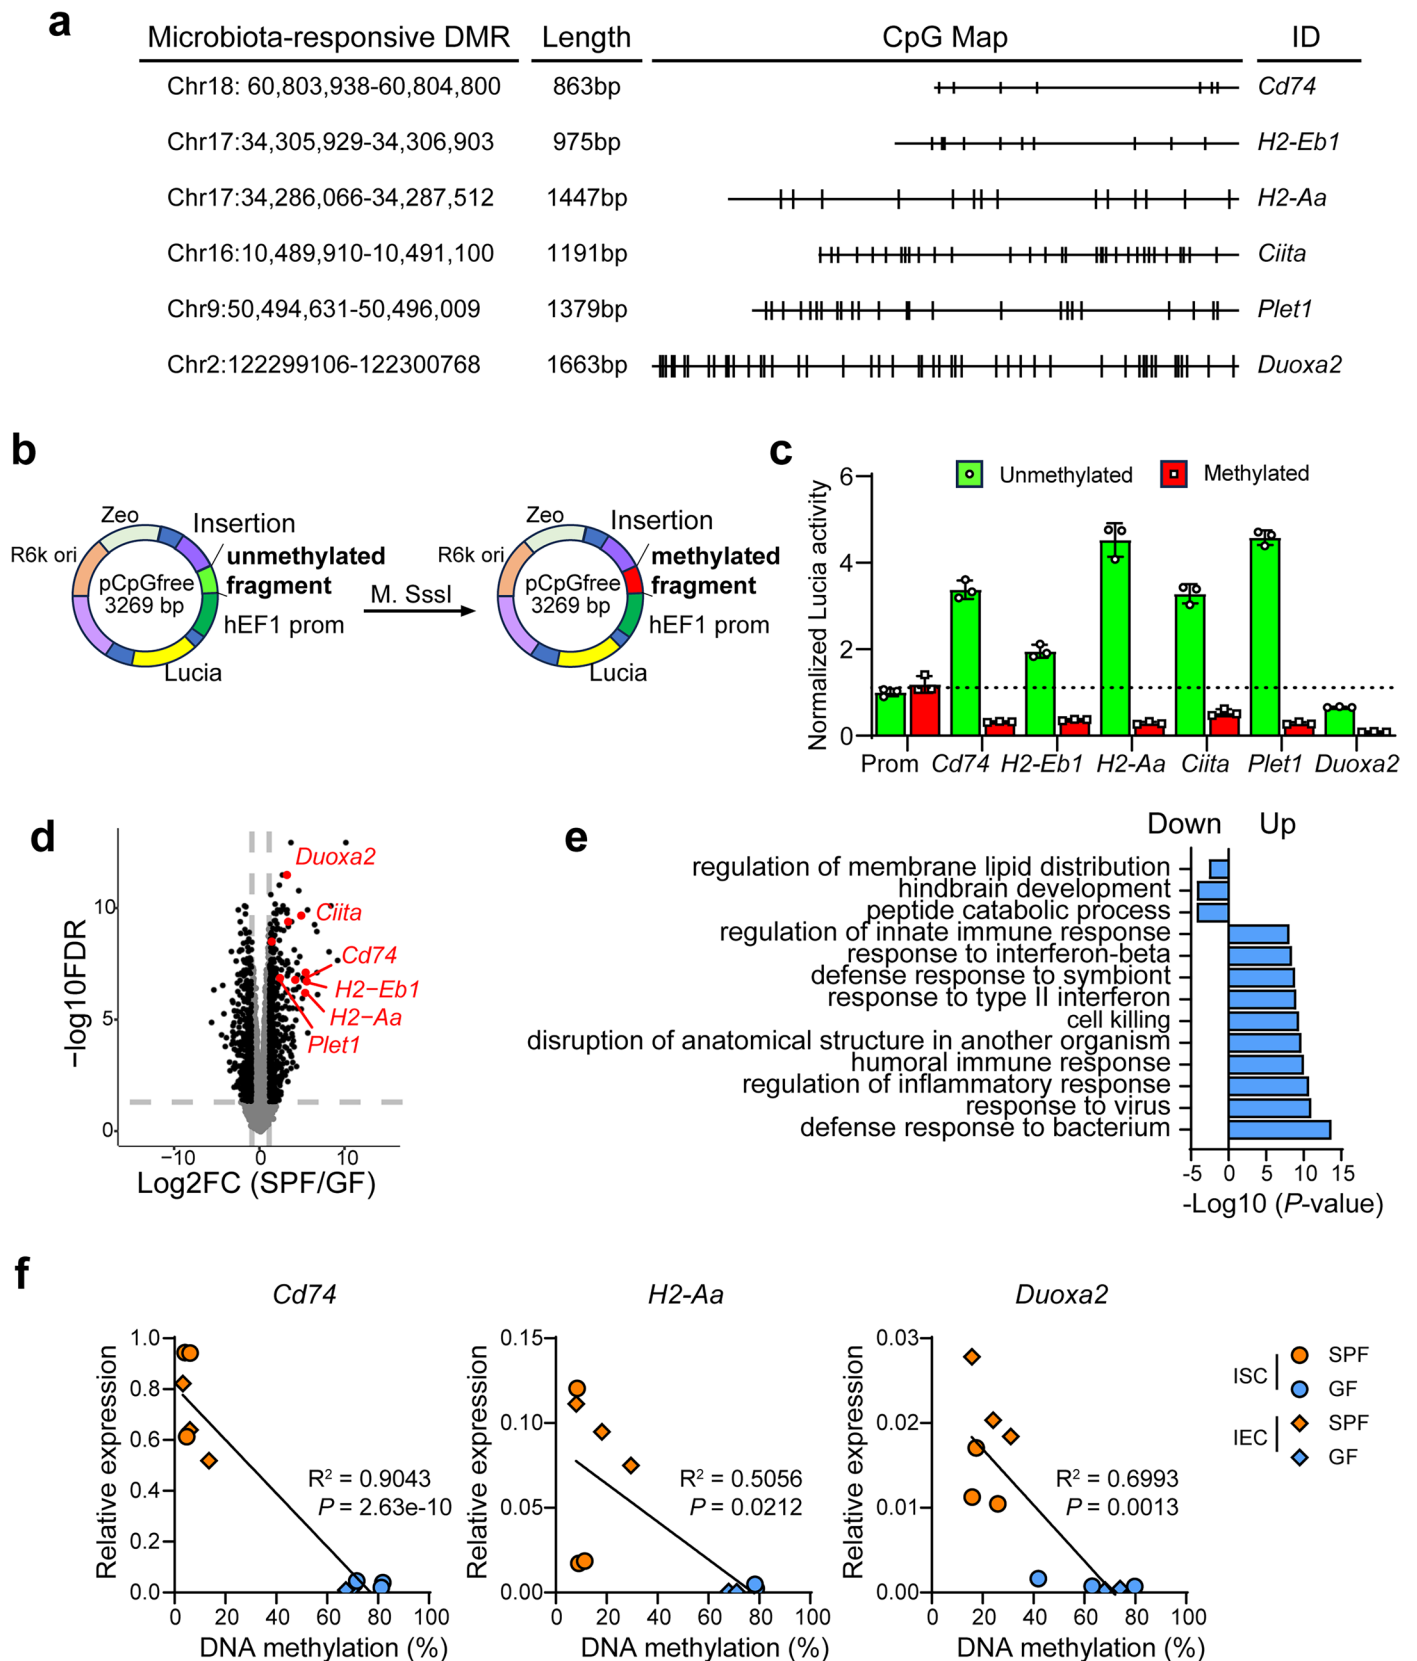 a
Microbiota-responsive DMR Length CpG Map ID
Chr18: 60,803,938-60,804,800 863bp Cd74
Chr17:34,305,929-34,306,903 975bp H2-Eb1
Chr17:34,286,066-34,287,512 1447bp H2-Aa
Chr16:10,489,910-10,491,100 1191bp Ciita
Chr9:50,494,631-50,496,009 1379bp Plet1
Chr2:122299106-122300768 1663bp Duoxa2
b
Zeo
Insertion
R6k ori
unmethylated
fragment
pCpGfree
3269 bp
hEF1 prom
Lucia
M. SssI
Zeo
Insertion
R6k ori
methylated
fragment
pCpGfree
3269 bp
hEF1 prom
Lucia
c
Unmethylated Methylated
Normalized Lucia activity
6
4
2
0
Prom Cd74 H2-Eb1 H2-Aa Ciita Plet1 Duoxa2
d
−log10FDR
10
5
0
Duoxa2
Ciita
Cd74
H2−Eb1
H2−Aa
Plet1
−10 0 10
Log2FC (SPF/GF)
e
Down Up
regulation of membrane lipid distribution
hindbrain development
peptide catabolic process
regulation of innate immune response
response to interferon-beta
defense response to symbiont
response to type II interferon
cell killing
disruption of anatomical structure in another organism
humoral immune response
regulation of inflammatory response
response to virus
defense response to bacterium
-5 0 5 10 15
-Log10 (P-value)
f
Cd74
Relative expression
1.0
0.8
0.6
0.4
0.2
0.0
R² = 0.9043
P = 2.63e-10
0 20 40 60 80 100
DNA methylation (%)
H2-Aa
Relative expression
0.15
0.10
0.05
0.00
R² = 0.5056
P = 0.0212
0 20 40 60 80 100
DNA methylation (%)
Duoxa2
Relative expression
0.03
0.02
0.01
0.00
R² = 0.6993
P = 0.0013
0 20 40 60 80 100
DNA methylation (%)
ISC
SPF
GF
IEC
SPF
GF